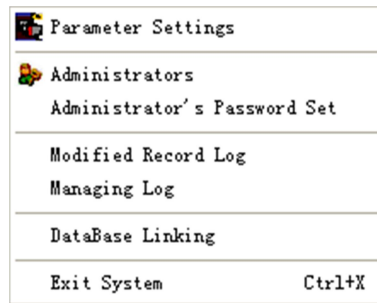 Parameter Settings
Administrators
Administrator's Password Set
Modified Record Log
Managing Log
DataBase Linking
Exit System Ctrl+X